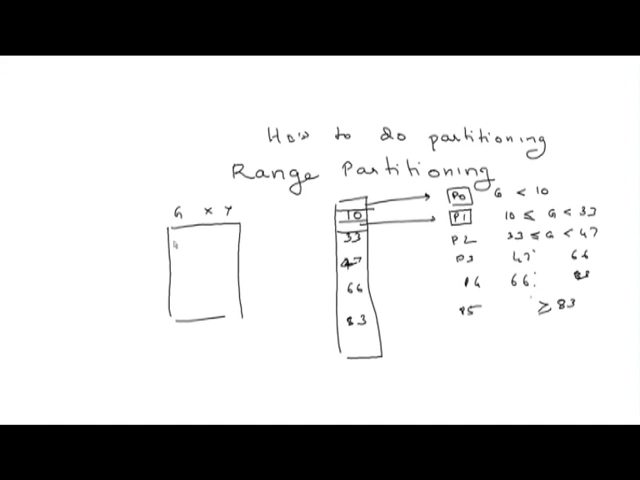 How to do partitioning
Range Partitioning
G X Y
10
33
47
66
83
P0 G < 10
P1 10 ≤ G < 33
P2 33 ≤ G < 47
P3 47 66
P4 66
P5 ≥ 83